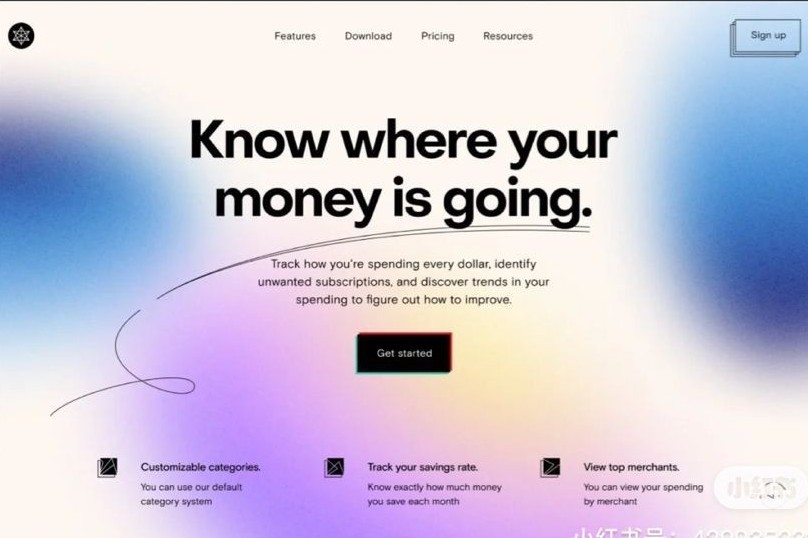 Features Download Pricing Resources Sign up
Know where your
money is going.
Track how you're spending every dollar, identify
unwanted subscriptions, and discover trends in your
spending to figure out how to improve.
Get started
Customizable categories.
You can use our default
category system
Track your savings rate.
Know exactly how much money
you save each month
View top merchants.
You can view your spending
by merchant
小红书
小红书号：